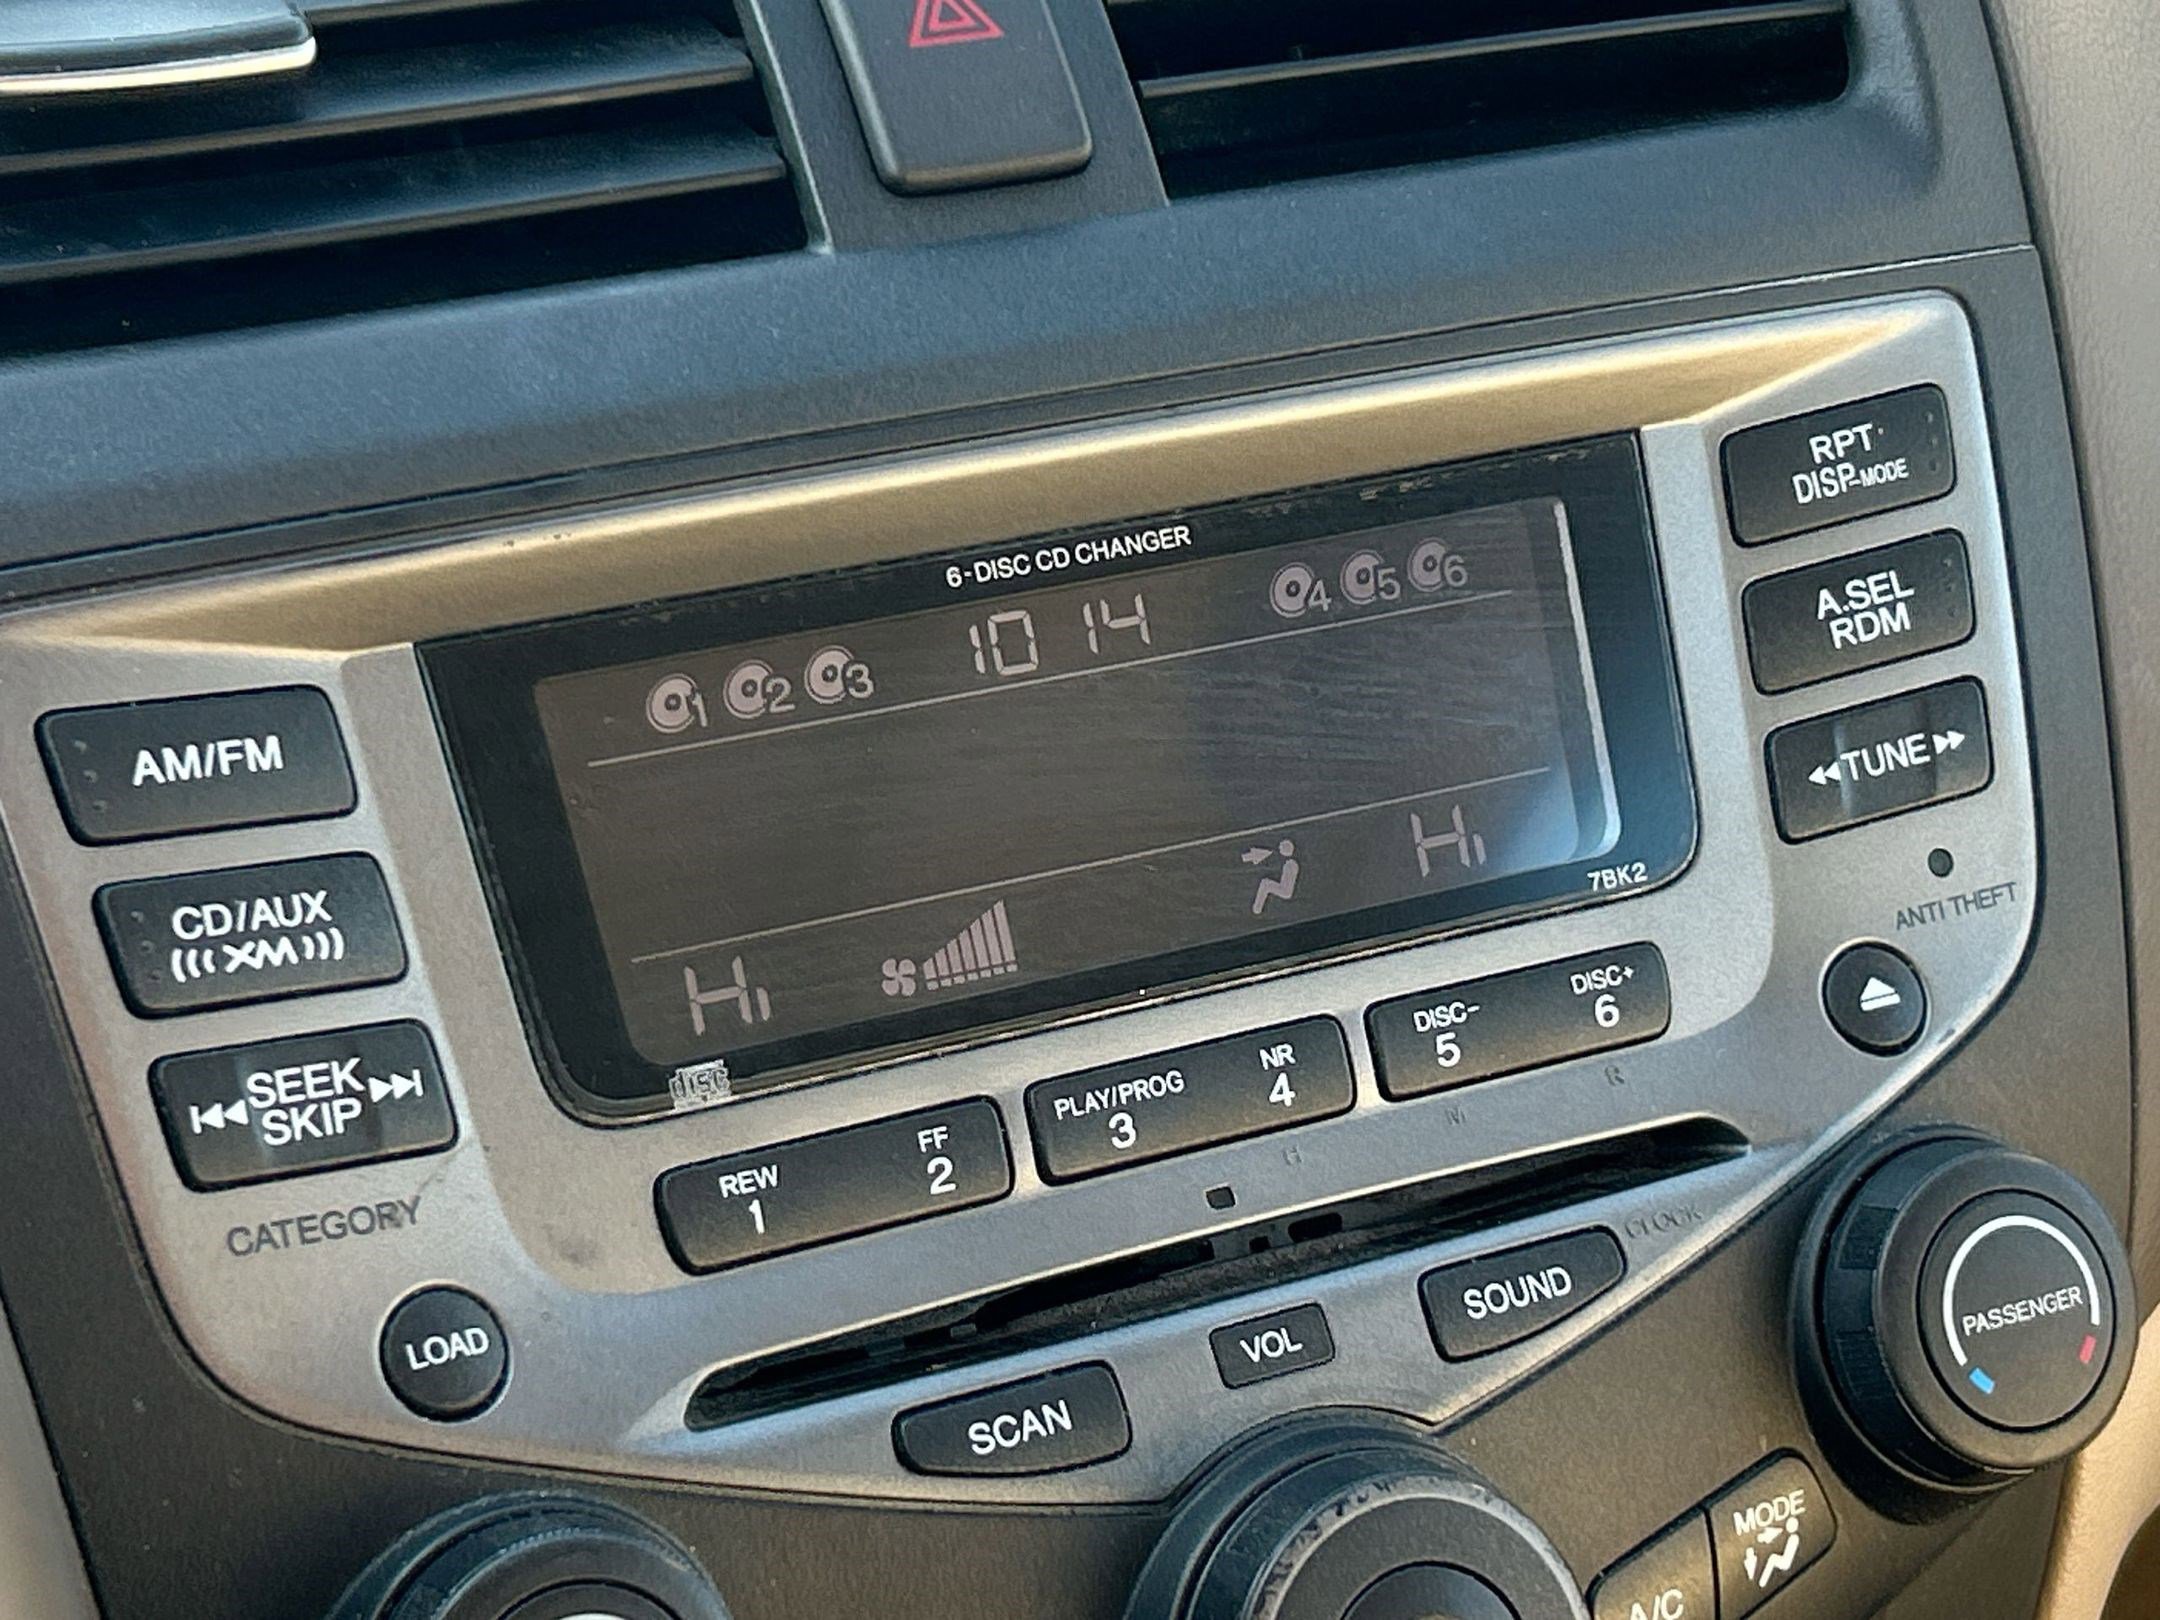 6-DISC CD CHANGER
1 2 3 10 14 4 5 6
Hi Hi
7BK2
disc
AM/FM
CD/AUX
(((XM)))
SEEK
SKIP
CATEGORY
LOAD
RPT
DISP-MODE
A.SEL
RDM
TUNE
ANTI THEFT
REW FF
1 2
PLAY/PROG NR
3 4
DISC- DISC+
5 6
H M R
CLOCK
SCAN
VOL
SOUND
PASSENGER
A/C
MODE